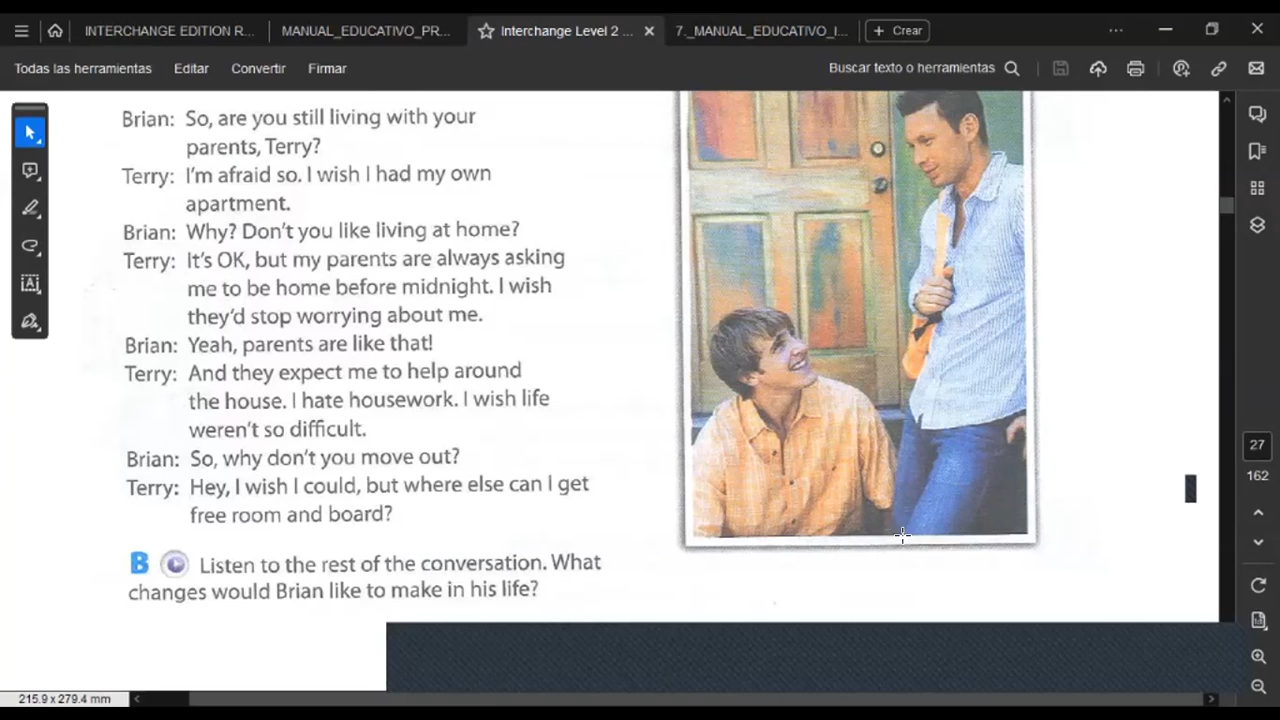 INTERCHANGE EDITION R...
MANUAL_EDUCATIVO_PR...
Interchange Level 2 ...
7._MANUAL_EDUCATIVO_I...
+ Crear
Todas las herramientas
Editar
Convertir
Firmar
Buscar texto o herramientas
Brian: So, are you still living with your
parents, Terry?
Terry: I'm afraid so. I wish I had my own
apartment.
Brian: Why? Don't you like living at home?
Terry: It's OK, but my parents are always asking
me to be home before midnight. I wish
they'd stop worrying about me.
Brian: Yeah, parents are like that!
Terry: And they expect me to help around
the house. I hate housework. I wish life
weren't so difficult.
Brian: So, why don't you move out?
Terry: Hey, I wish I could, but where else can I get
free room and board?
B Listen to the rest of the conversation. What
changes would Brian like to make in his life?
27
162
215.9 x 279.4 mm